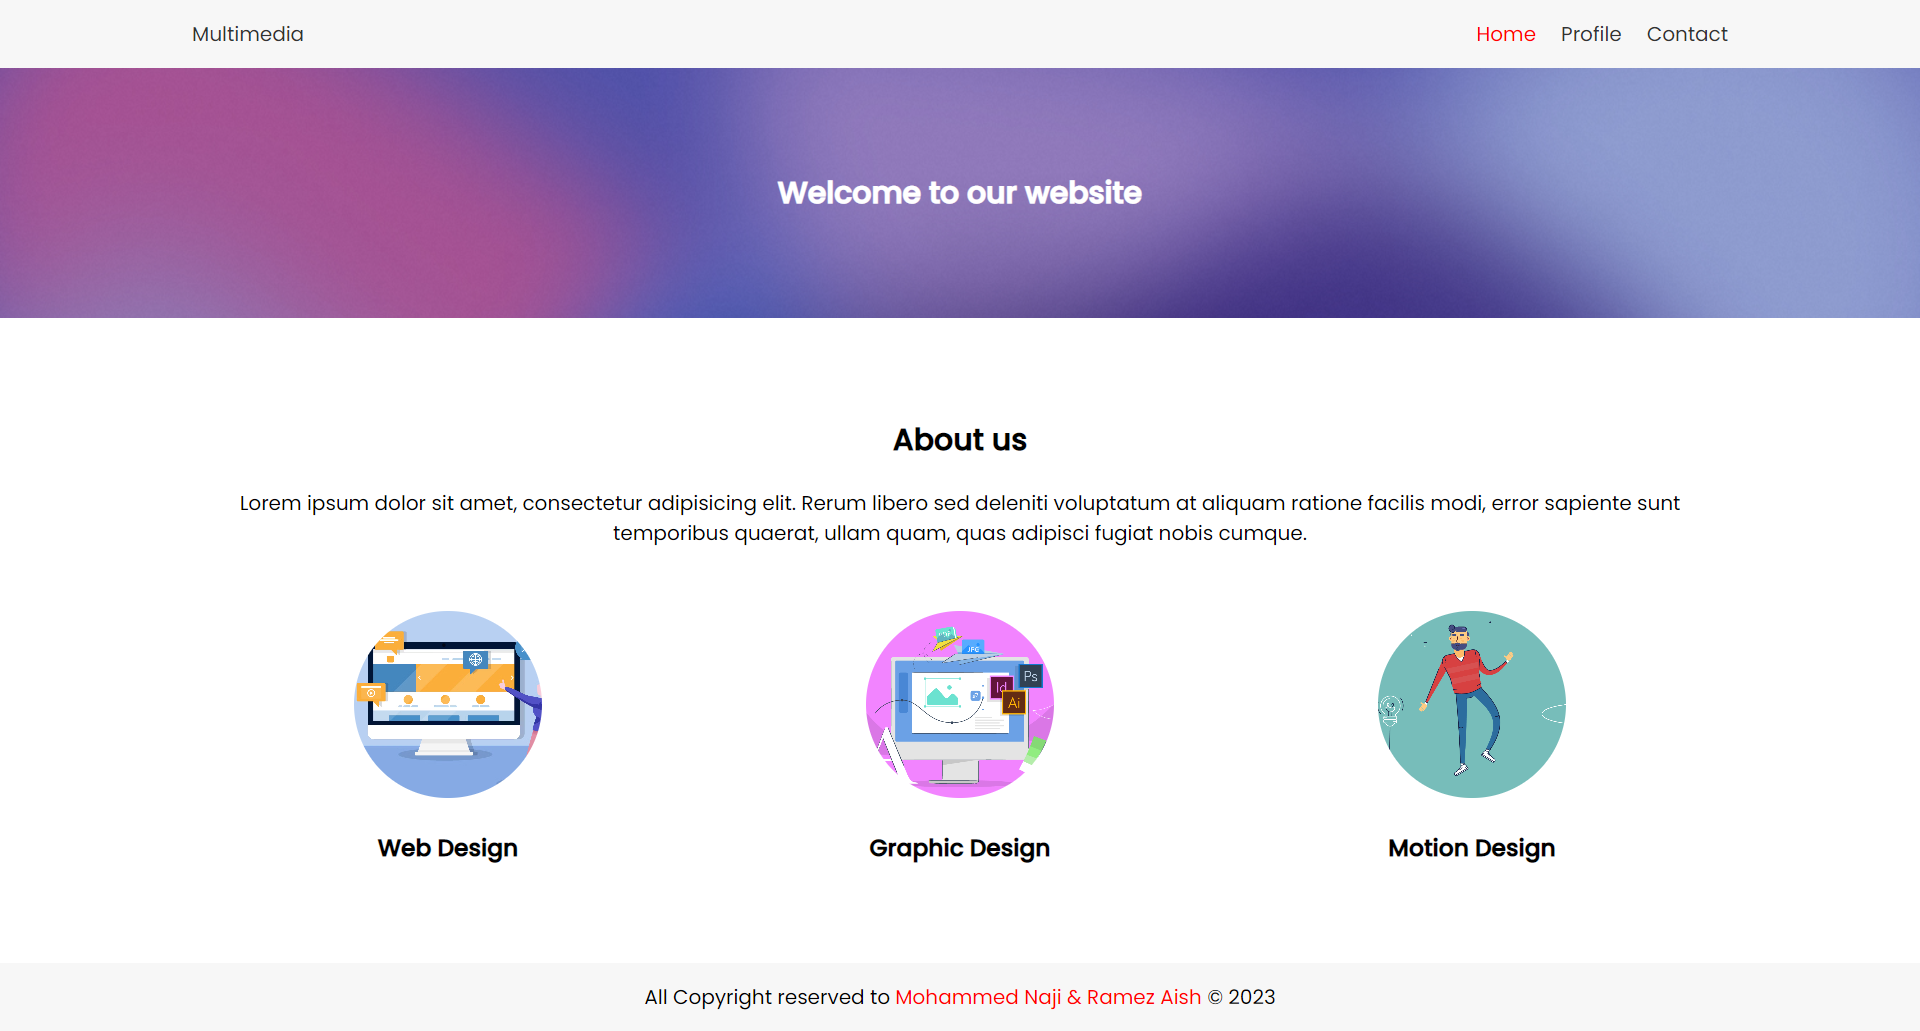 Multimedia
Home Profile Contact
Welcome to our website
About us
Lorem ipsum dolor sit amet, consectetur adipisicing elit. Rerum libero sed deleniti voluptatum at aliquam ratione facilis modi, error sapiente sunt
temporibus quaerat, ullam quam, quas adipisci fugiat nobis cumque.
JPG
Ps
Id
Ai
Web Design
Graphic Design
Motion Design
All Copyright reserved to Mohammed Naji & Ramez Aish © 2023